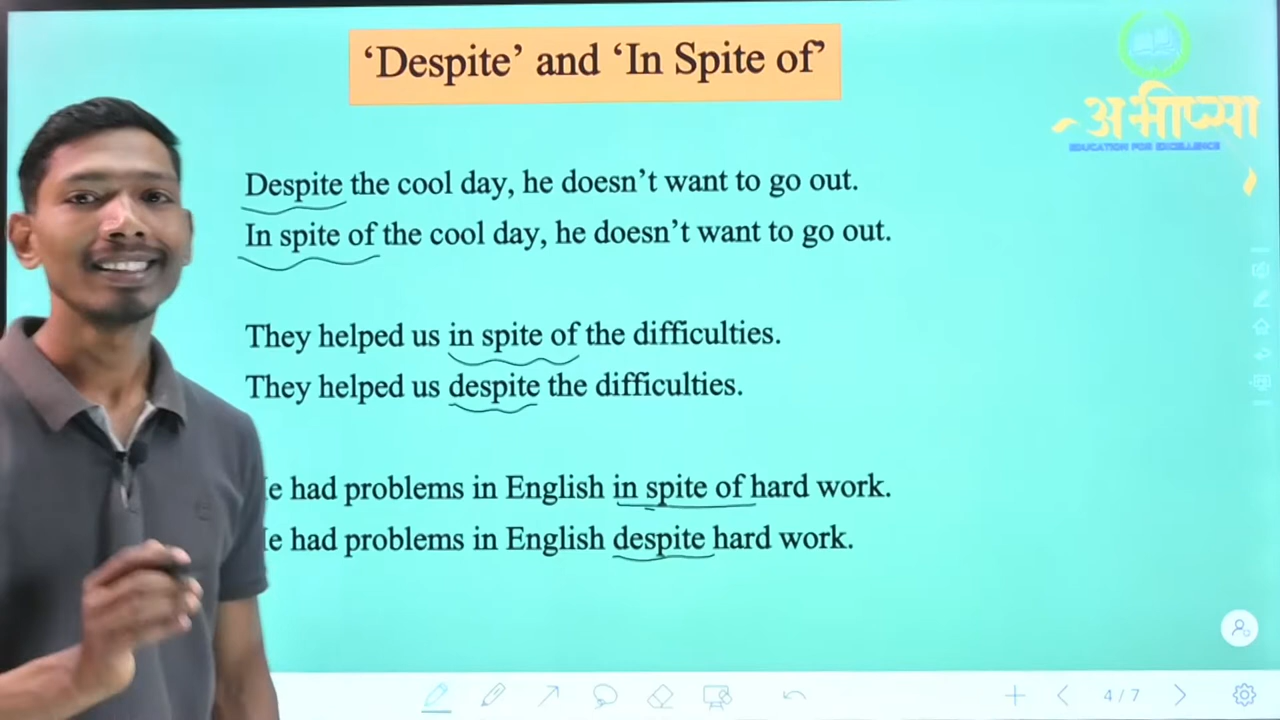 ‘Despite’ and ‘In Spite of’
अभीप्सा
EDUCATION FOR EXCELLENCE
Despite the cool day, he doesn’t want to go out.
In spite of the cool day, he doesn’t want to go out.
They helped us in spite of the difficulties.
They helped us despite the difficulties.
e had problems in English in spite of hard work.
e had problems in English despite hard work.
4 / 7